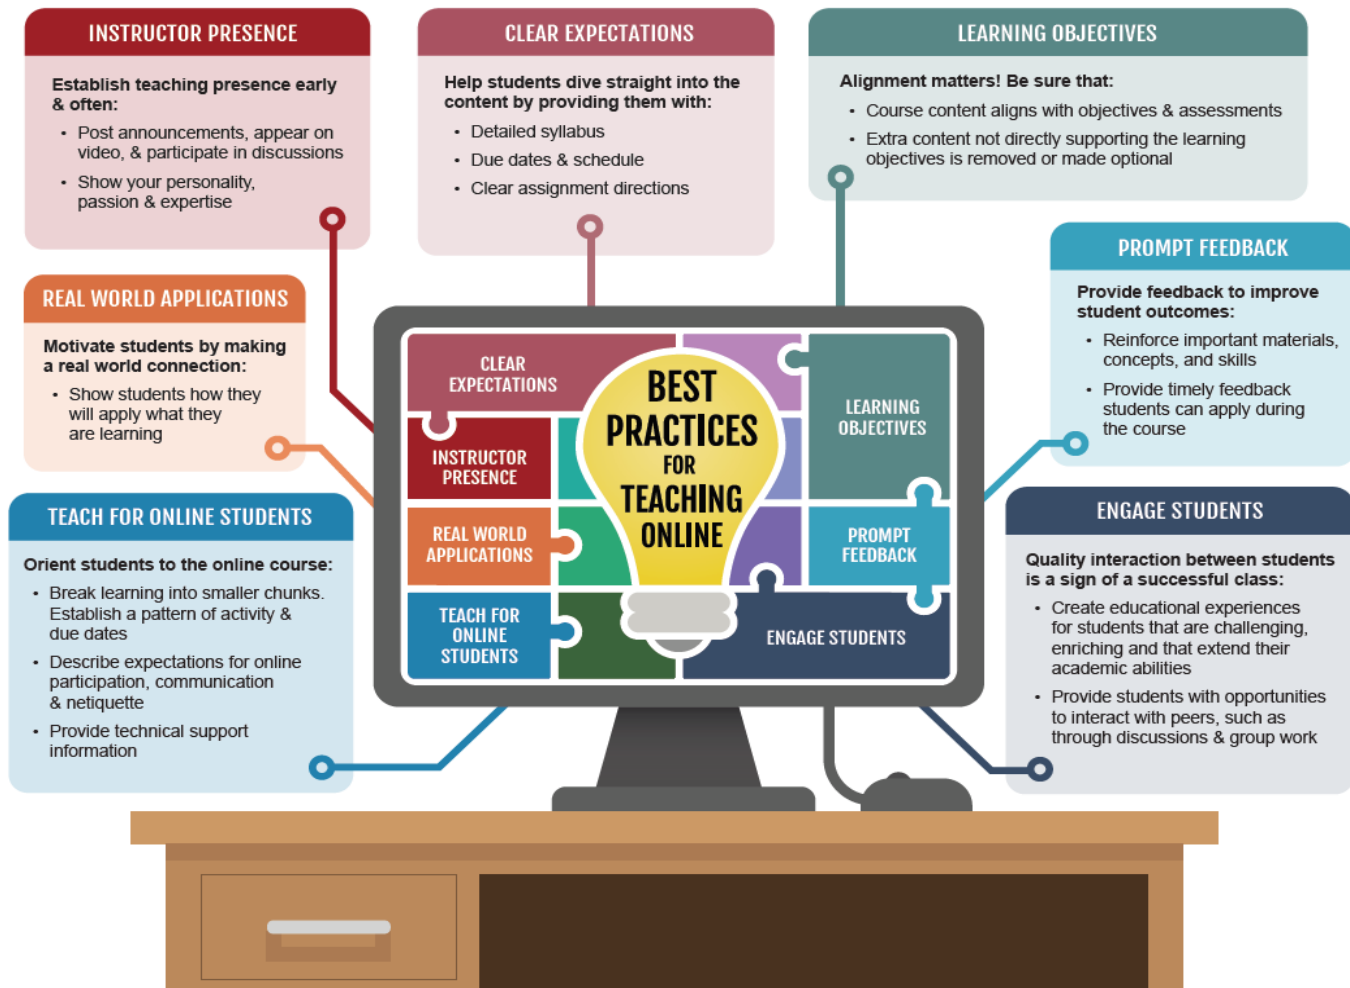 INSTRUCTOR PRESENCE
Establish teaching presence early
& often:
• Post announcements, appear on
video, & participate in discussions
• Show your personality,
passion & expertise
CLEAR EXPECTATIONS
Help students dive straight into the
content by providing them with:
• Detailed syllabus
• Due dates & schedule
• Clear assignment directions
LEARNING OBJECTIVES
Alignment matters! Be sure that:
• Course content aligns with objectives & assessments
• Extra content not directly supporting the learning
objectives is removed or made optional
REAL WORLD APPLICATIONS
Motivate students by making
a real world connection:
• Show students how they
will apply what they
are learning
PROMPT FEEDBACK
Provide feedback to improve
student outcomes:
• Reinforce important materials,
concepts, and skills
• Provide timely feedback
students can apply during
the course
TEACH FOR ONLINE STUDENTS
Orient students to the online course:
• Break learning into smaller chunks.
Establish a pattern of activity &
due dates
• Describe expectations for online
participation, communication
& netiquette
• Provide technical support
information
ENGAGE STUDENTS
Quality interaction between students
is a sign of a successful class:
• Create educational experiences
for students that are challenging,
enriching and that extend their
academic abilities
• Provide students with opportunities
to interact with peers, such as
through discussions & group work
CLEAR
EXPECTATIONS
INSTRUCTOR
PRESENCE
REAL WORLD
APPLICATIONS
TEACH FOR
ONLINE
STUDENTS
BEST
PRACTICES
FOR
TEACHING
ONLINE
LEARNING
OBJECTIVES
PROMPT
FEEDBACK
ENGAGE STUDENTS